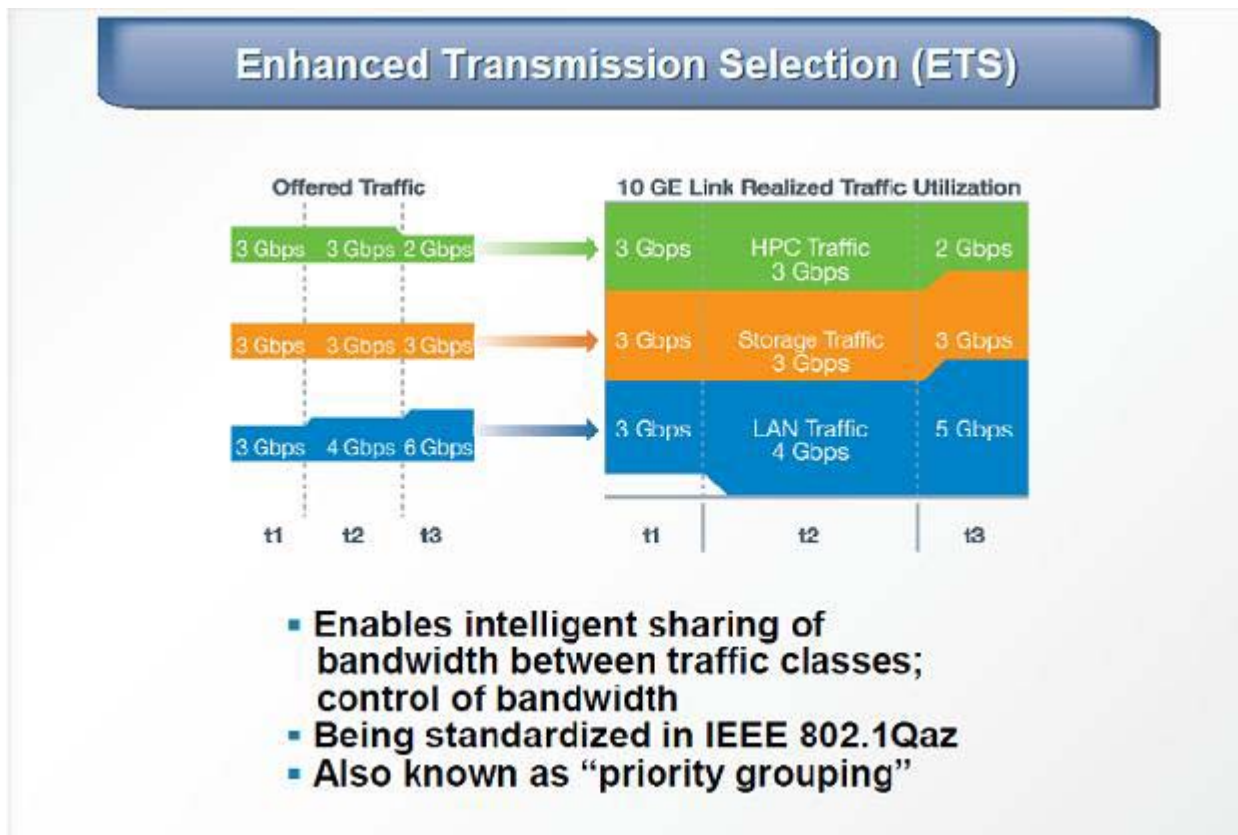 Enhanced Transmission Selection (ETS)
Offered Traffic
10 GE Link Realized Traffic Utilization
3 Gbps 3 Gbps 2 Gbps
3 Gbps
HPC Traffic
3 Gbps
2 Gbps
3 Gbps 3 Gbps 3 Gbps
3 Gbps
Storage Traffic
3 Gbps
3 Gbps
3 Gbps 4 Gbps 6 Gbps
3 Gbps
LAN Traffic
4 Gbps
5 Gbps
t1 t2 t3
t1 t2 t3
▪ Enables intelligent sharing of
bandwidth between traffic classes;
control of bandwidth
▪ Being standardized in IEEE 802.1Qaz
▪ Also known as “priority grouping”